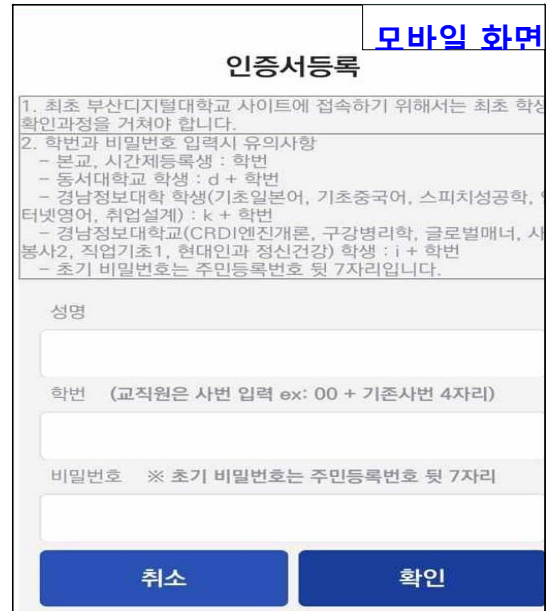 모바일 화면
인증서등록
1. 최초 부산디지털대학교 사이트에 접속하기 위해서는 최초 학생
확인과정을 거쳐야 합니다.
2. 학번과 비밀번호 입력시 유의사항
- 본교, 시간제등록생 : 학번
- 동서대학교 학생 : d + 학번
- 경남정보대학 학생(기초일본어, 기초중국어, 스피치성공학,
터넷영어, 취업설계) : k + 학번
- 경남정보대학교(CRDI엔진개론, 구강병리학, 글로벌매너, 사
봉사2, 직업기초1, 현대인과 정신건강) 학생 : i + 학번
- 초기 비밀번호는 주민등록번호 뒷 7자리입니다.
성명
학번 (교직원은 사번 입력 ex: 00 + 기존사번 4자리)
비밀번호 ※ 초기 비밀번호는 주민등록번호 뒷 7자리
취소 확인